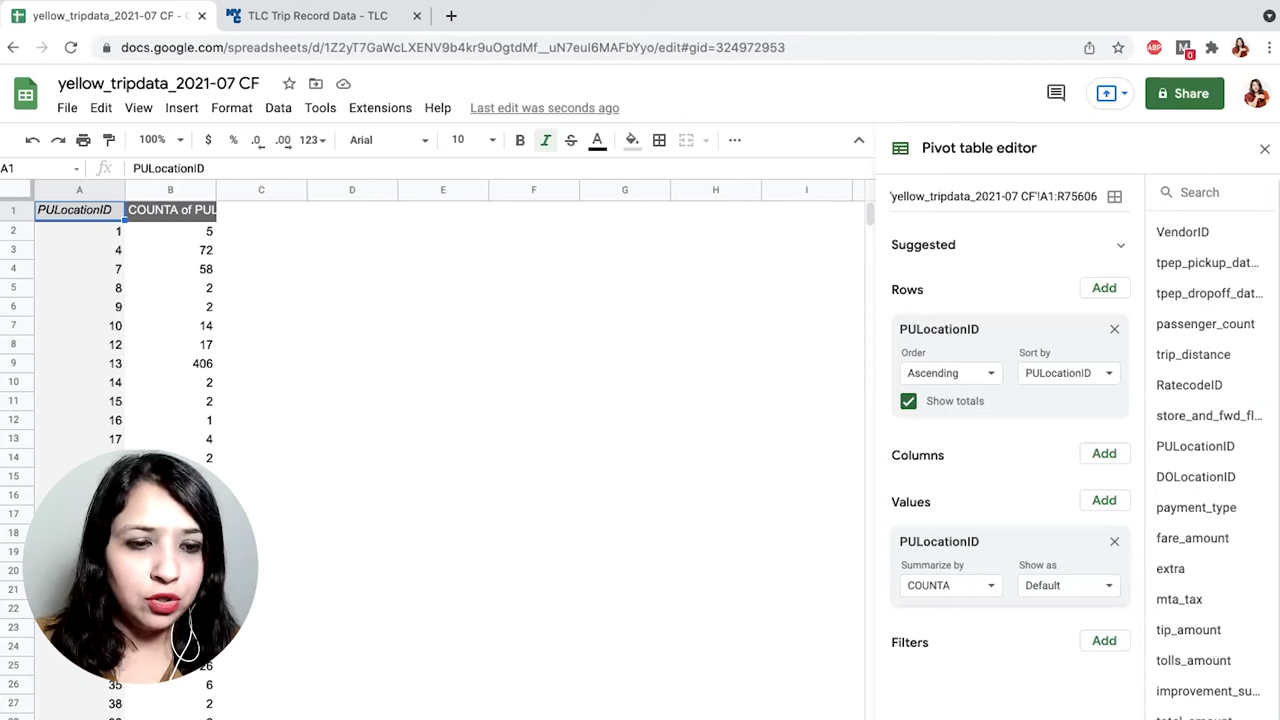 yellow_tripdata_2021-07 CF -
TLC Trip Record Data - TLC
docs.google.com/spreadsheets/d/1Z2yT7GaWcLXENV9b4kr9uOgtdMf__uN7euI6MAFbYyo/edit#gid=324972953
ABP
M
0
yellow_tripdata_2021-07 CF
File Edit View Insert Format Data Tools Extensions Help Last edit was seconds ago
Share
100% $ % .0 .00 123 Arial 10 B I S A
A1 fx PULocationID
A B C D E F G H I
1 PULocationID COUNTA of PUL
2 1 5
3 4 72
4 7 58
5 8 2
6 9 2
7 10 14
8 12 17
9 13 406
10 14 2
11 15 2
12 16 1
13 17 4
14 2
15
16
17
18
19
20
21
22
23
24
25 26
26 35 6
27 38 2
28
Pivot table editor
'yellow_tripdata_2021-07 CF'!A1:R75606
Suggested
Rows Add
PULocationID
Order Sort by
Ascending PULocationID
Show totals
Columns Add
Values Add
PULocationID
Summarize by Show as
COUNTA Default
Filters Add
Search
VendorID
tpep_pickup_dat...
tpep_dropoff_dat...
passenger_count
trip_distance
RatecodeID
store_and_fwd_fl...
PULocationID
DOLocationID
payment_type
fare_amount
extra
mta_tax
tip_amount
tolls_amount
improvement_su...